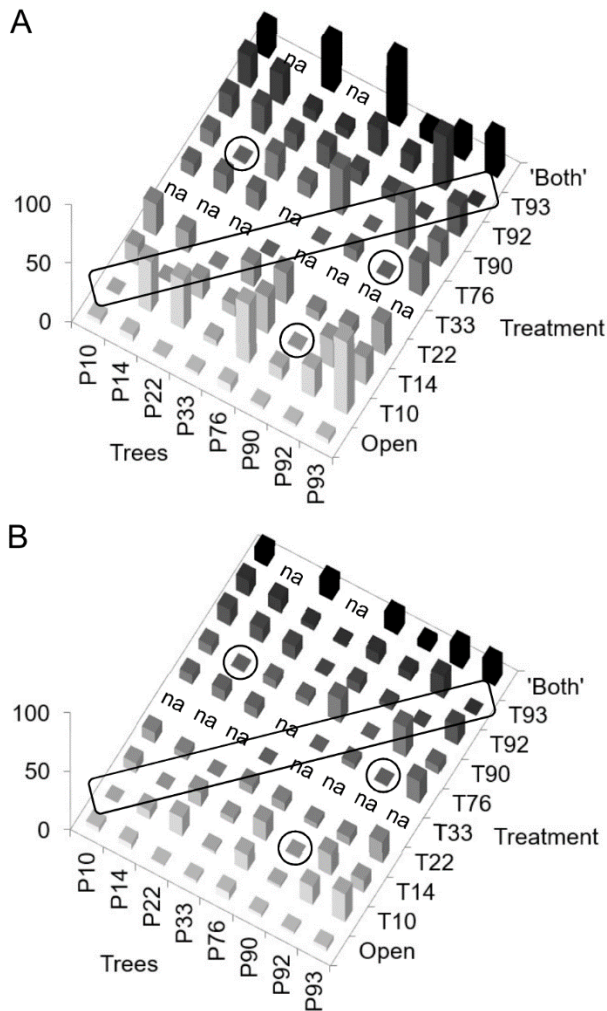 A
na
na
na
na
na
na
na
na
na
na
100
50
0
'Both'
T93
T92
T90
T76
T33
T22
T14
T10
Open
Treatment
P10
P14
P22
P33
P76
P90
P92
P93
Trees
B
na
na
na
na
na
na
na
na
na
na
100
50
0
'Both'
T93
T92
T90
T76
T33
T22
T14
T10
Open
Treatment
P10
P14
P22
P33
P76
P90
P92
P93
Trees